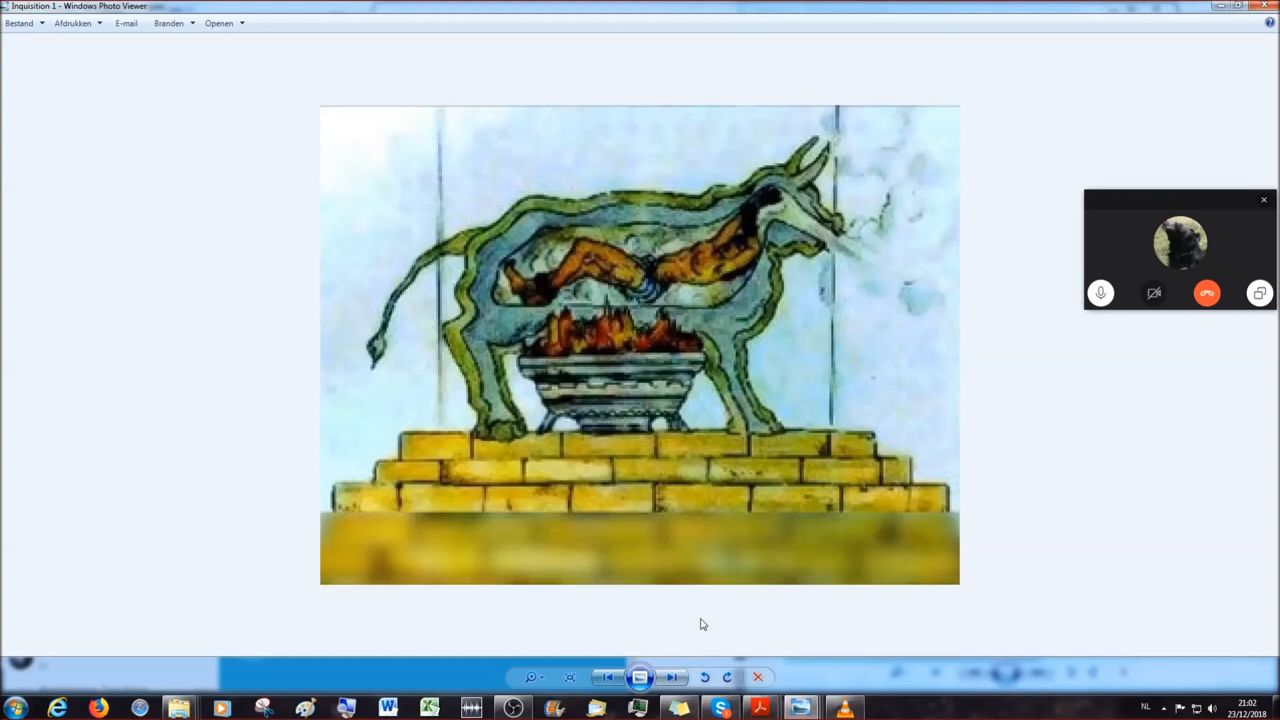 Inquisition 1 - Windows Photo Viewer
Bestand Afdrukken E-mail Branden Openen
NL 21:02
23/12/2018